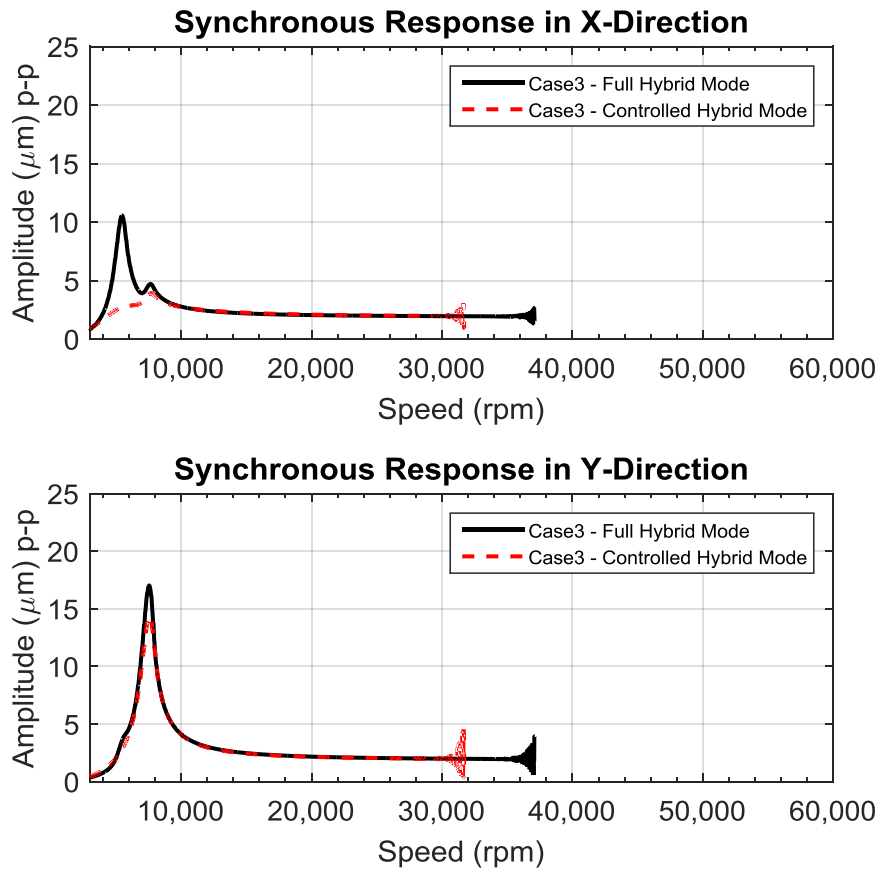 Synchronous Response in X-Direction
Amplitude (μm) p-p
25
20
15
10
5
0
Case3 - Full Hybrid Mode
Case3 - Controlled Hybrid Mode
10,000 20,000 30,000 40,000 50,000 60,000
Speed (rpm)
Synchronous Response in Y-Direction
Amplitude (μm) p-p
25
20
15
10
5
0
Case3 - Full Hybrid Mode
Case3 - Controlled Hybrid Mode
10,000 20,000 30,000 40,000 50,000 60,000
Speed (rpm)